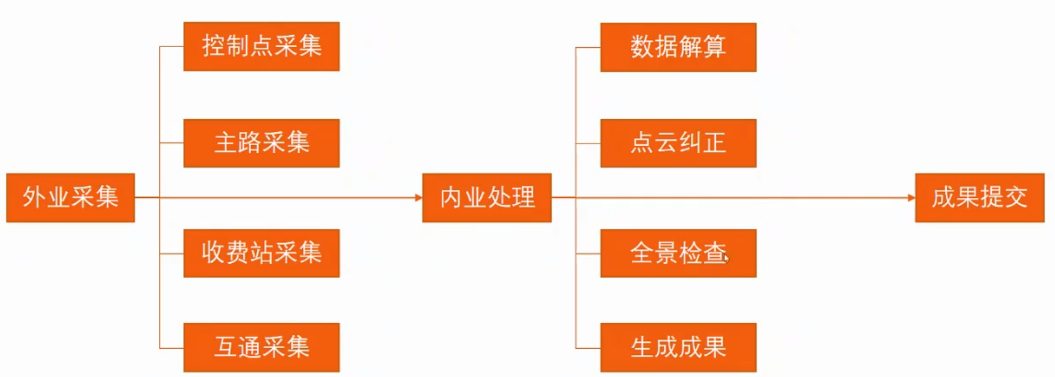 控制点采集
主路采集
外业采集
收费站采集
互通采集
内业处理
数据解算
点云纠正
全景检查
生成成果
成果提交